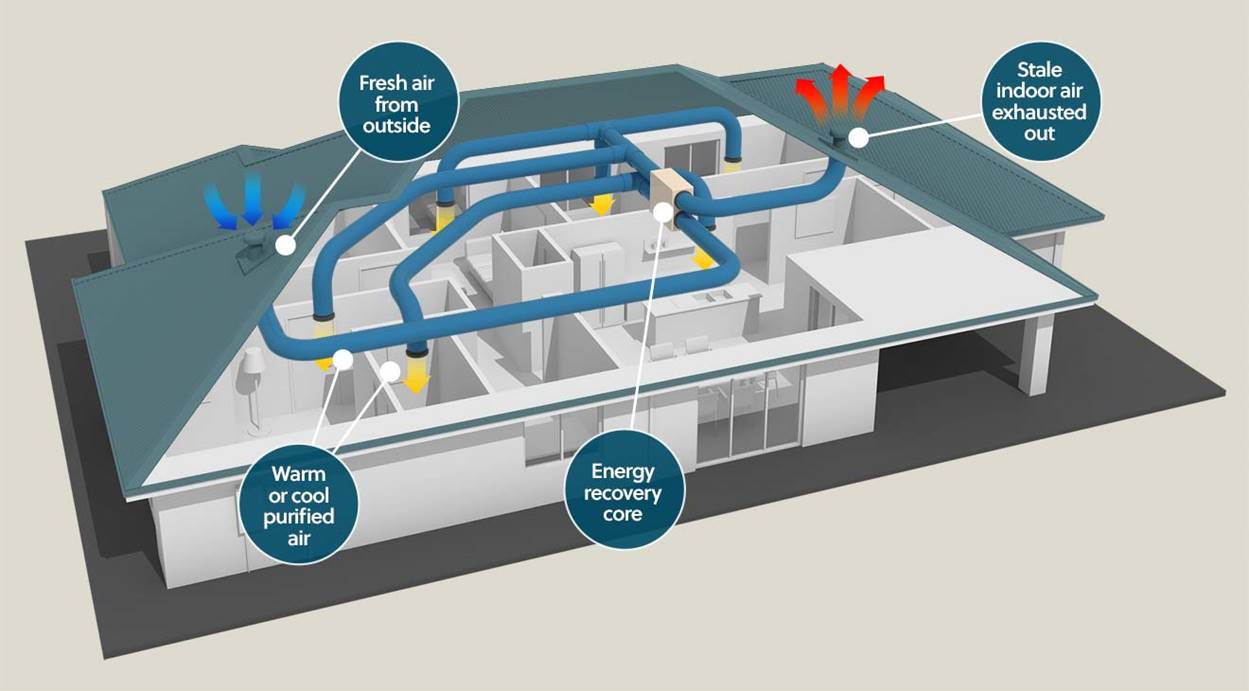 Fresh air
from
outside
Stale
indoor air
exhausted
out
Warm
or cool
purified
air
Energy
recovery
core